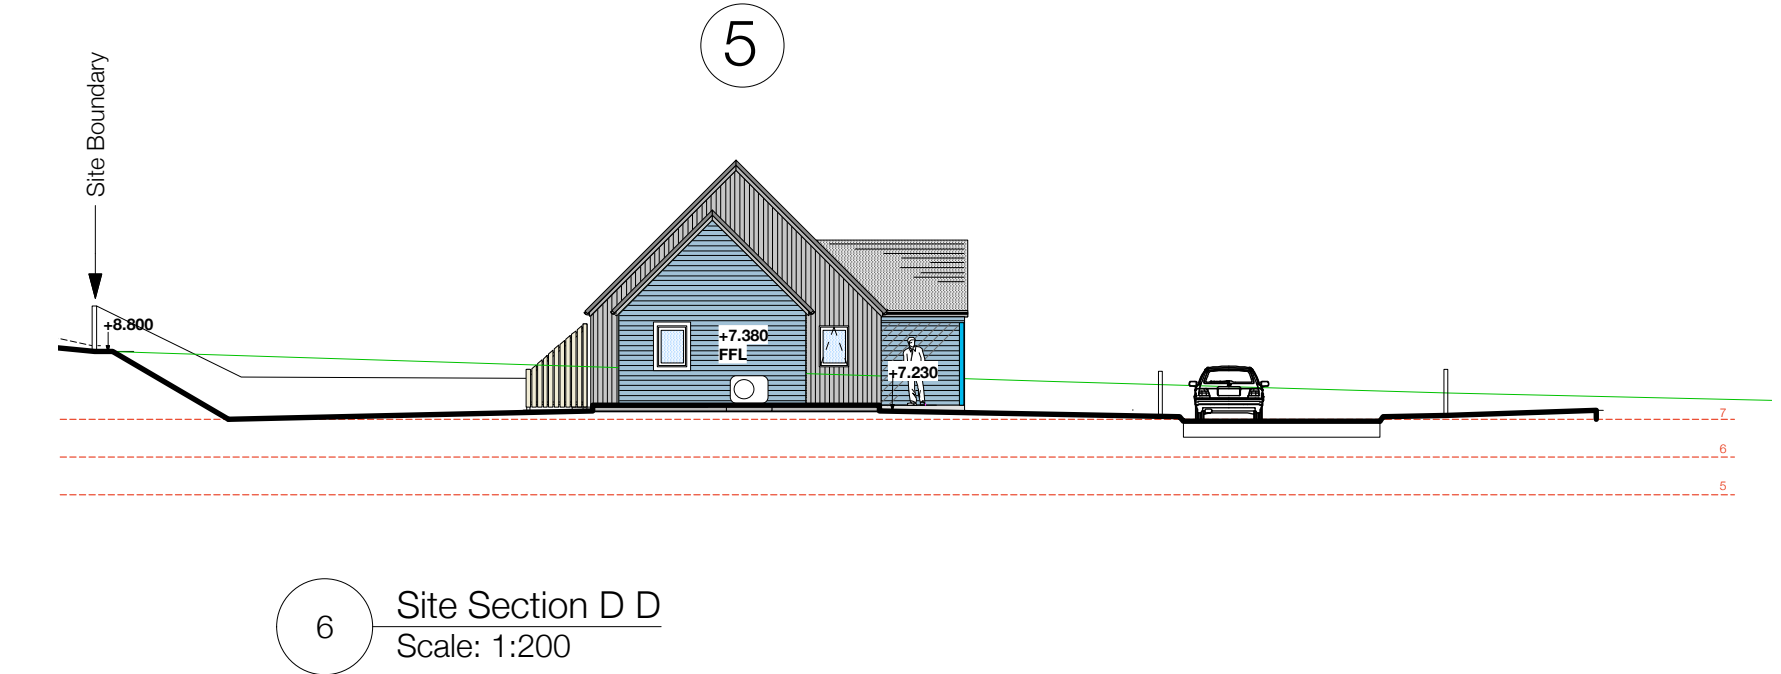 5
Site Boundary
+8.800
+7.380
FFL
+7.230
7
6
5
6
Site Section D D
Scale: 1:200